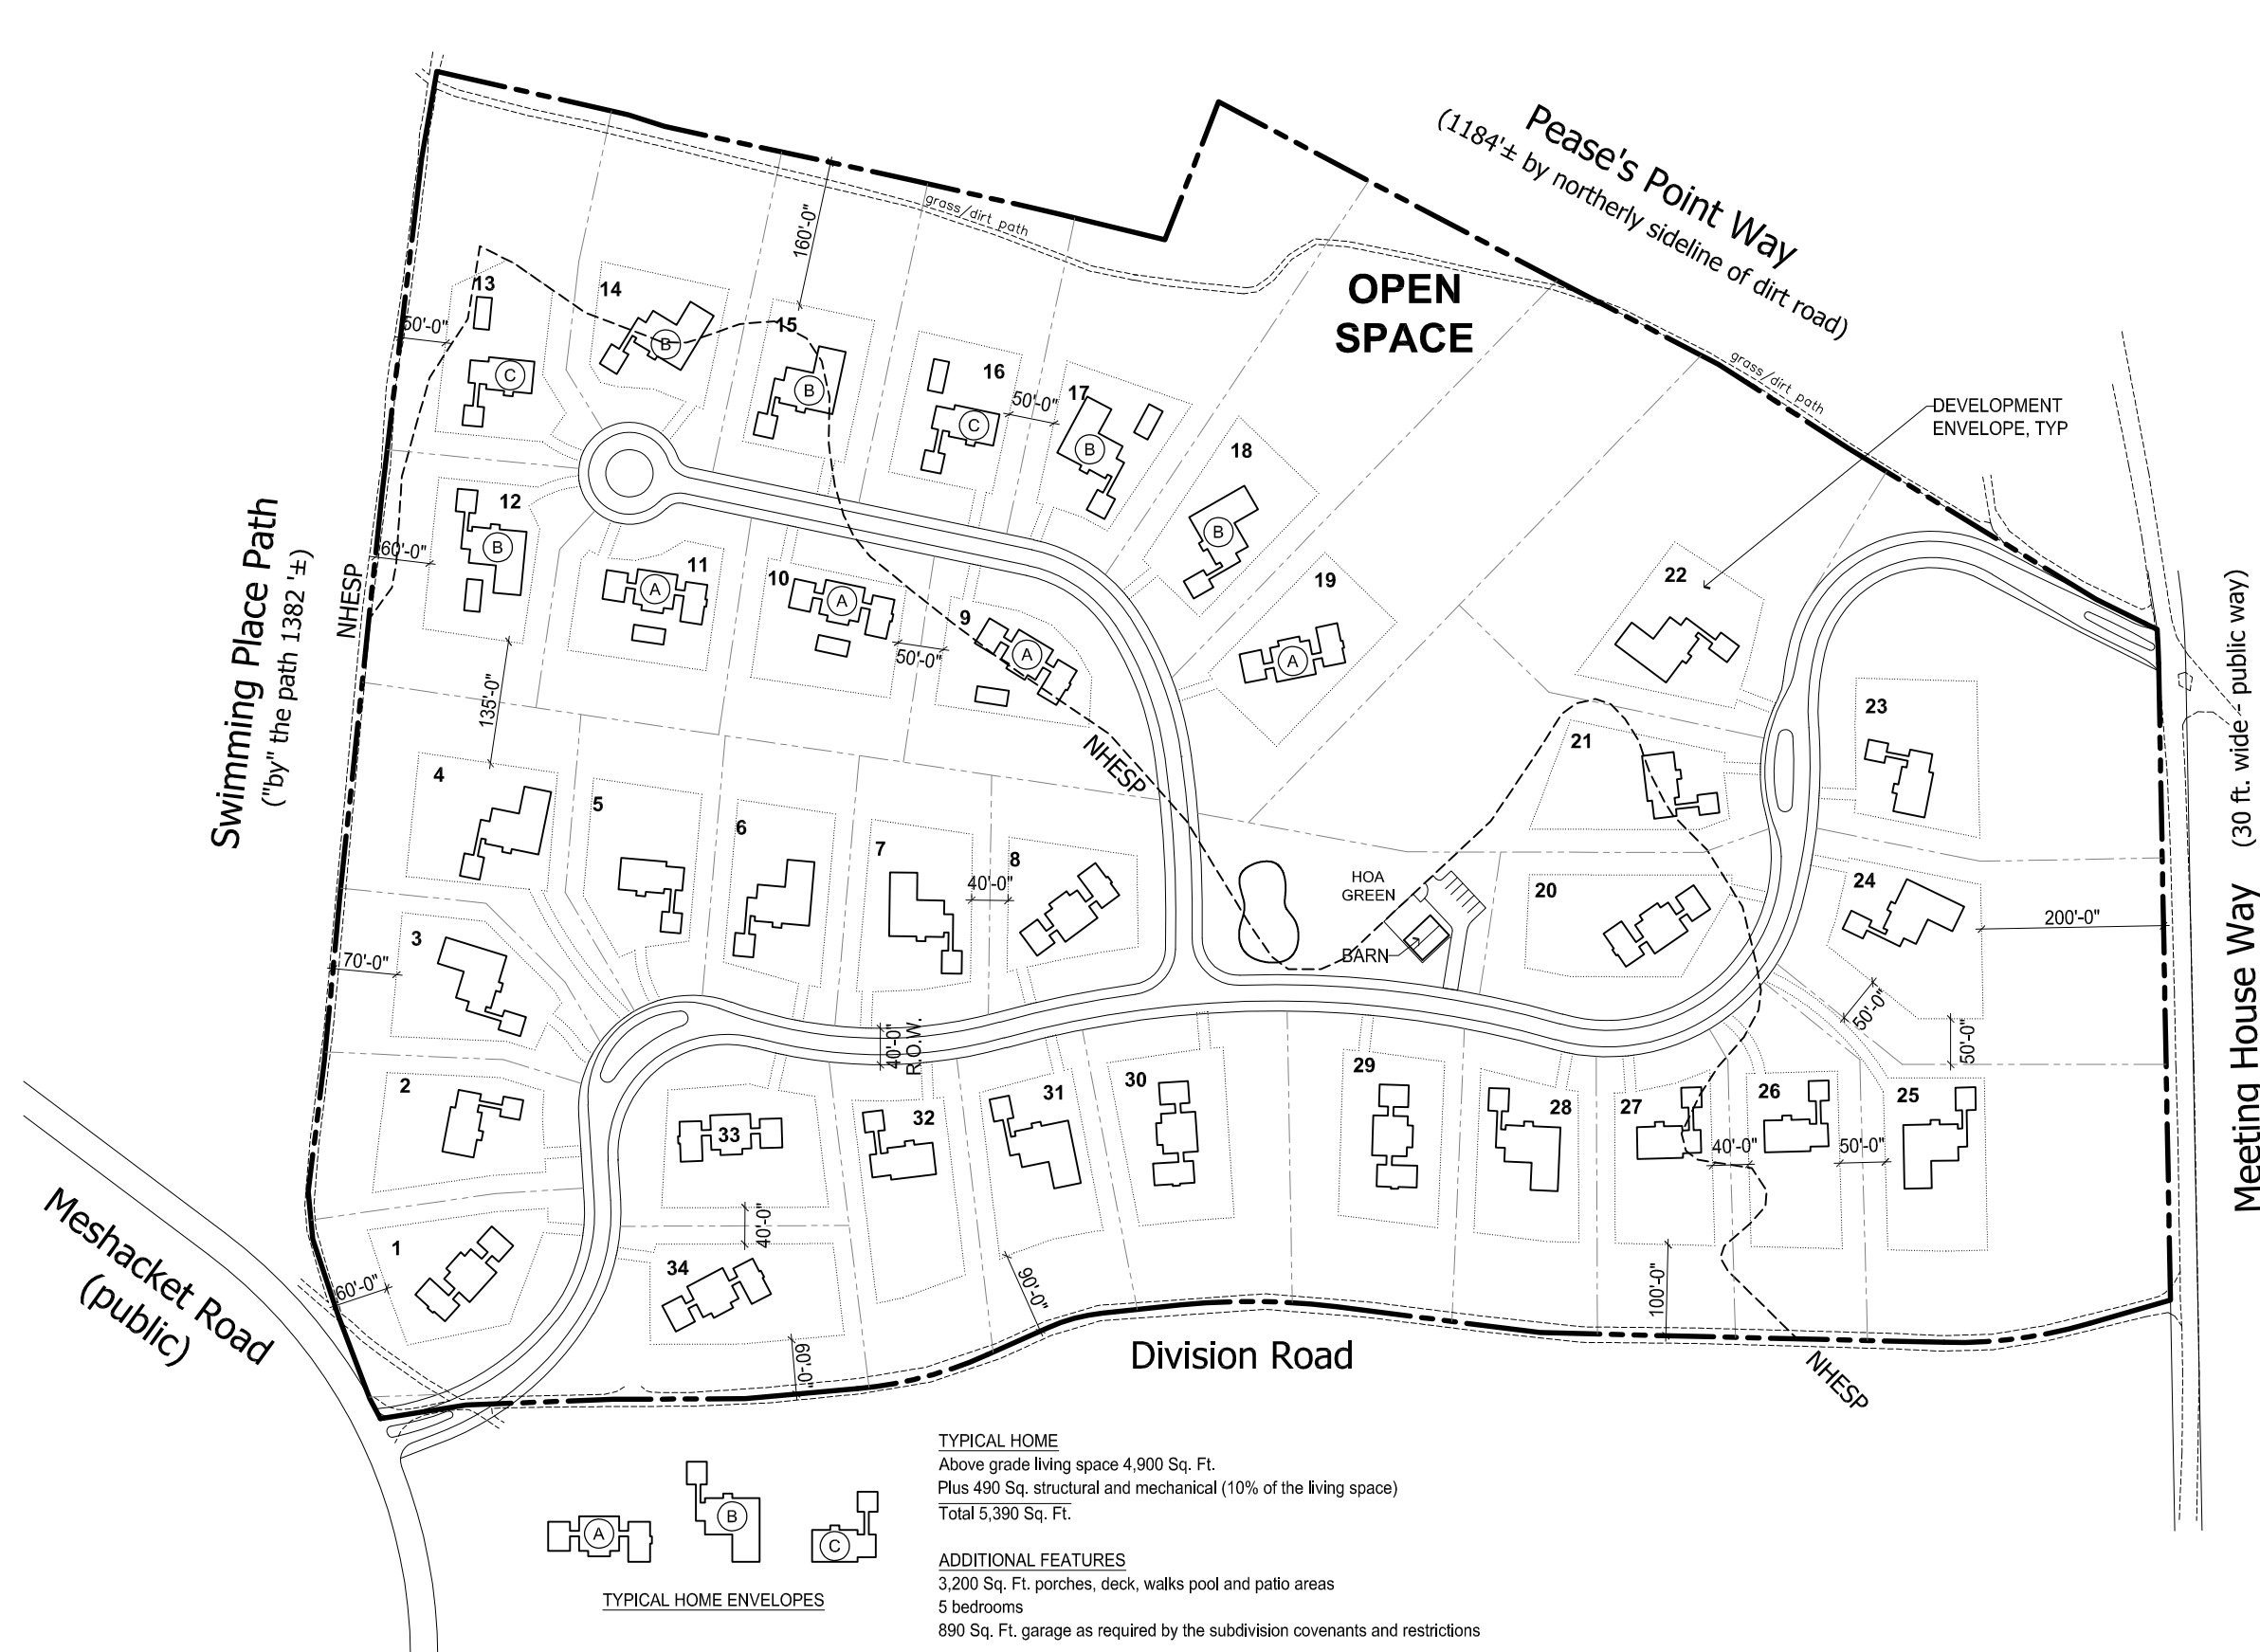 Pease's Point Way
(1184'± by northerly sideline of dirt road)
grass/dirt path
OPEN
SPACE
grass/dirt path
DEVELOPMENT
ENVELOPE, TYP
160'-0"
13
50'-0"
C
14
B
15
B
16
C
50'-0"
17
B
18
B
19
A
12
B
60'-0"
NHESP
11
A
10
A
50'-0"
9
A
135'-0"
NHESP
22
23
21
Swimming Place Path
("by" the path 1382 '±)
4
5
6
7
40'-0"
8
HOA
GREEN
BARN
20
24
200'-0"
50'-0"
50'-0"
3
70'-0"
40'-0"
R.O.W.
2
33
32
31
30
29
28
27
40'-0"
26
50'-0"
25
1
60'-0"
34
40'-0"
60'-0"
90'-0"
100'-0"
Meshacket Road
(public)
Division Road
NHESP
Meeting House Way (30 ft. wide - public way)
A
B
C
TYPICAL HOME ENVELOPES
TYPICAL HOME
Above grade living space 4,900 Sq. Ft.
Plus 490 Sq. structural and mechanical (10% of the living space)
Total 5,390 Sq. Ft.
ADDITIONAL FEATURES
3,200 Sq. Ft. porches, deck, walks pool and patio areas
5 bedrooms
890 Sq. Ft. garage as required by the subdivision covenants and restrictions